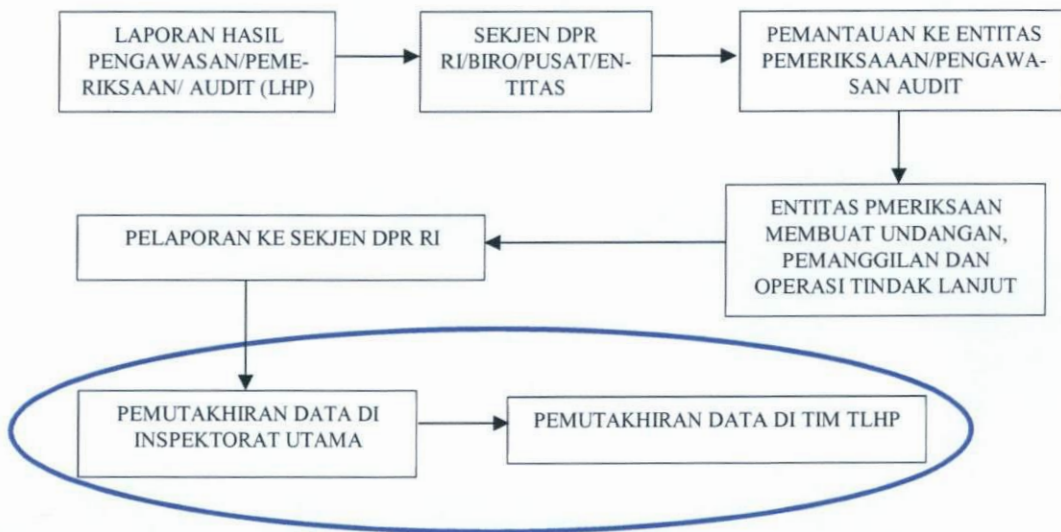 LAPORAN HASIL
PENGAWASAN/PEME-
RIKSAAN/ AUDIT (LHP)
SEKJEN DPR
RI/BIRO/PUSAT/EN-
TITAS
PEMANTAUAN KE ENTITAS
PEMERIKSAAAN/PENGAWA-
SAN AUDIT
ENTITAS PMERIKSAAN
MEMBUAT UNDANGAN,
PEMANGGILAN DAN
OPERASI TINDAK LANJUT
PELAPORAN KE SEKJEN DPR RI
PEMUTAKHIRAN DATA DI
INSPEKTORAT UTAMA
PEMUTAKHIRAN DATA DI TIM TLHP